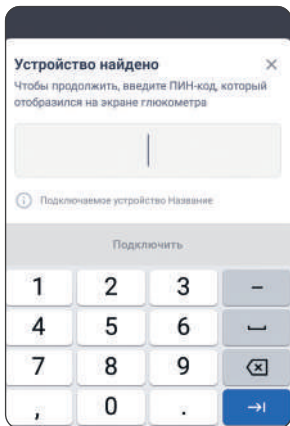 Устройство найдено
Чтобы продолжить, введите ПИН-код, который
отобразился на экране глюкометра
Подключаемое устройство Название
Подключить
1 2 3 –
4 5 6
7 8 9
, 0 .